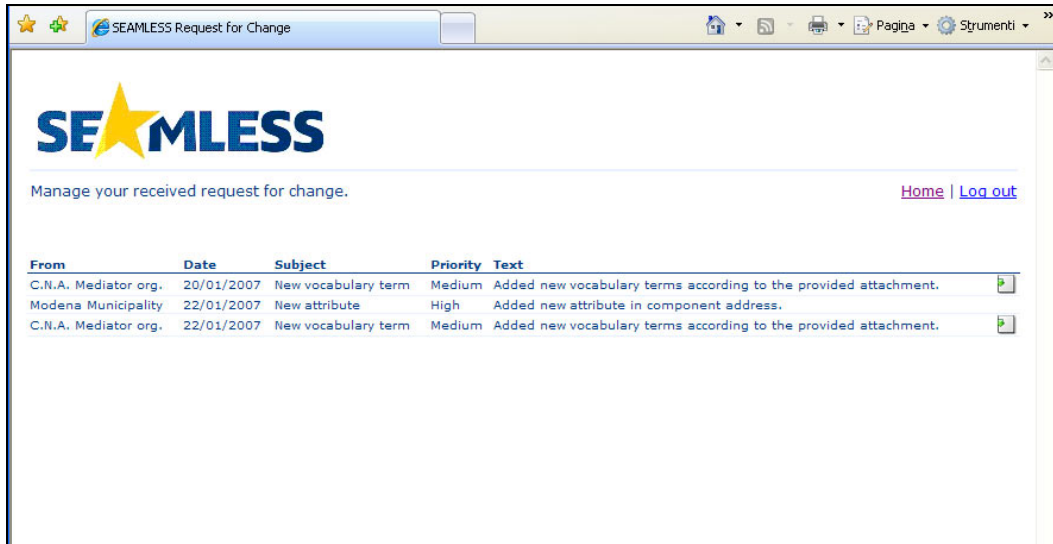 SEAMLESS Request for Change
Pagina
Strumenti
»
SEAMLESS
Manage your received request for change.
Home | Log out
From Date Subject Priority Text
C.N.A. Mediator org. 20/01/2007 New vocabulary term Medium Added new vocabulary terms according to the provided attachment.
Modena Municipality 22/01/2007 New attribute High Added new attribute in component address.
C.N.A. Mediator org. 22/01/2007 New vocabulary term Medium Added new vocabulary terms according to the provided attachment.